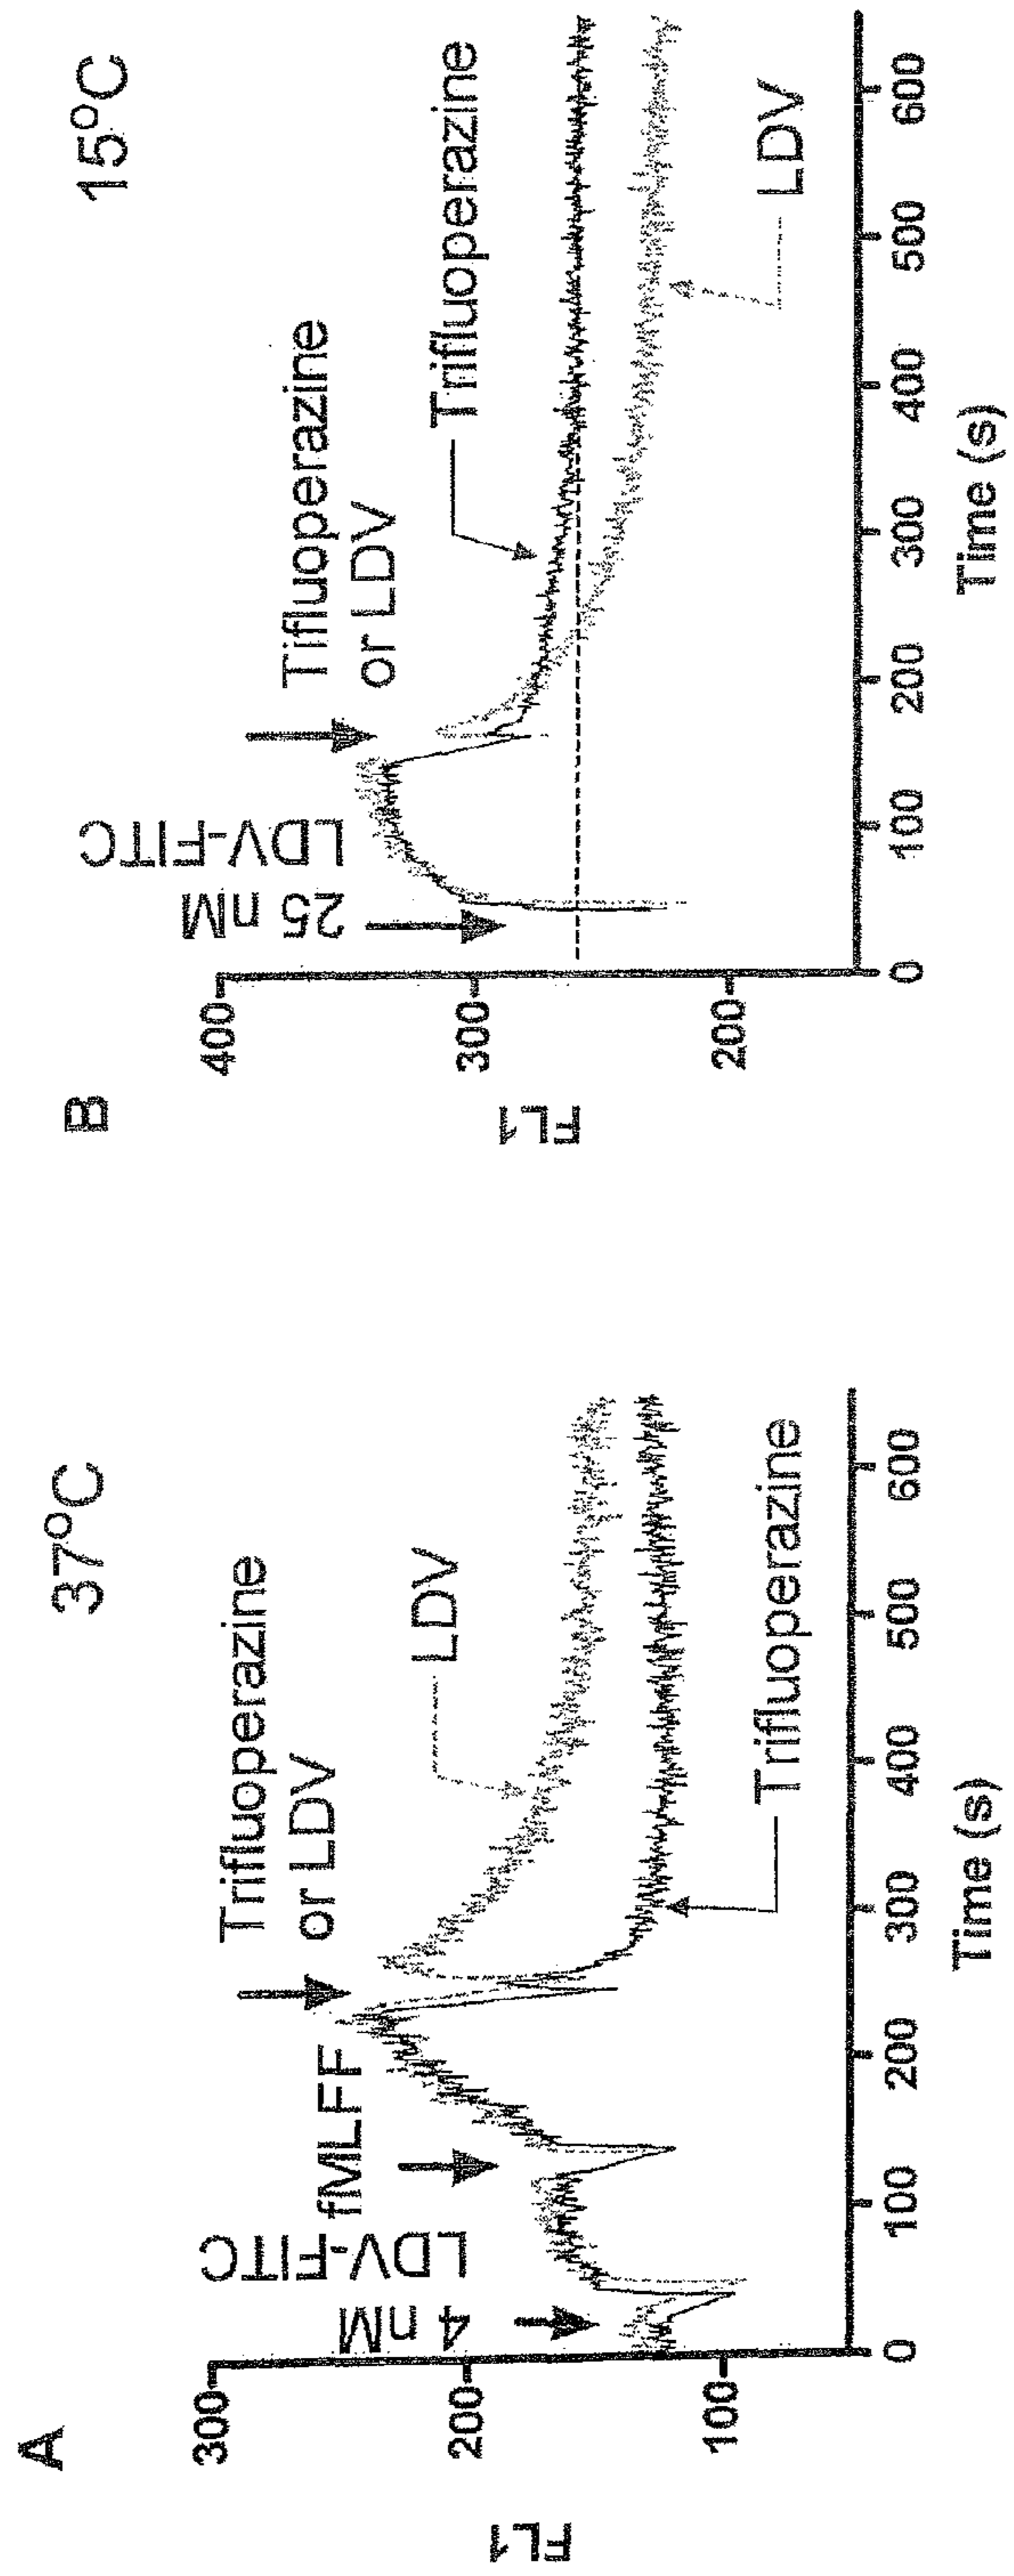 A
37°C
FL1
300
200
100
4 nM
LDV-FITC
fMLFF
Trifluoperazine
or LDV
LDV
Trifluoperazine
0
100
200
300
400
500
600
Time (s)
B
15°C
FL1
400
300
200
25 nM
LDV-FITC
Tifluoperazine
or LDV
Trifluoperazine
LDV
0
100
200
300
400
500
600
Time (s)